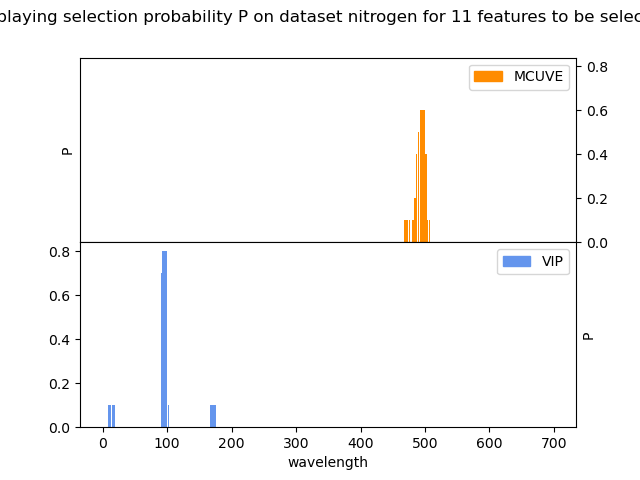 playing selection probability P on dataset nitrogen for 11 features to be selec
MCUVE
P
0.8
0.6
0.4
0.2
0.0
VIP
P
0.8
0.6
0.4
0.2
0.0
0 100 200 300 400 500 600 700
wavelength